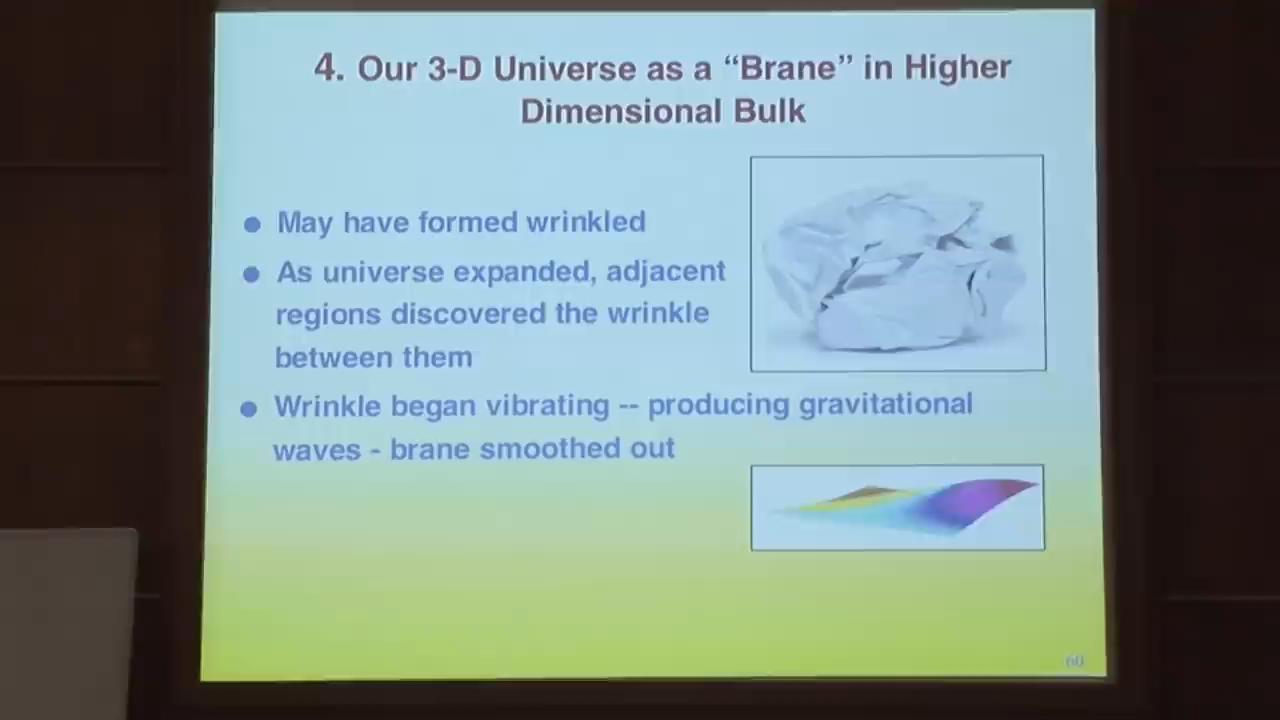 4. Our 3-D Universe as a “Brane” in Higher
Dimensional Bulk
● May have formed wrinkled
● As universe expanded, adjacent
regions discovered the wrinkle
between them
● Wrinkle began vibrating -- producing gravitational
waves - brane smoothed out
60